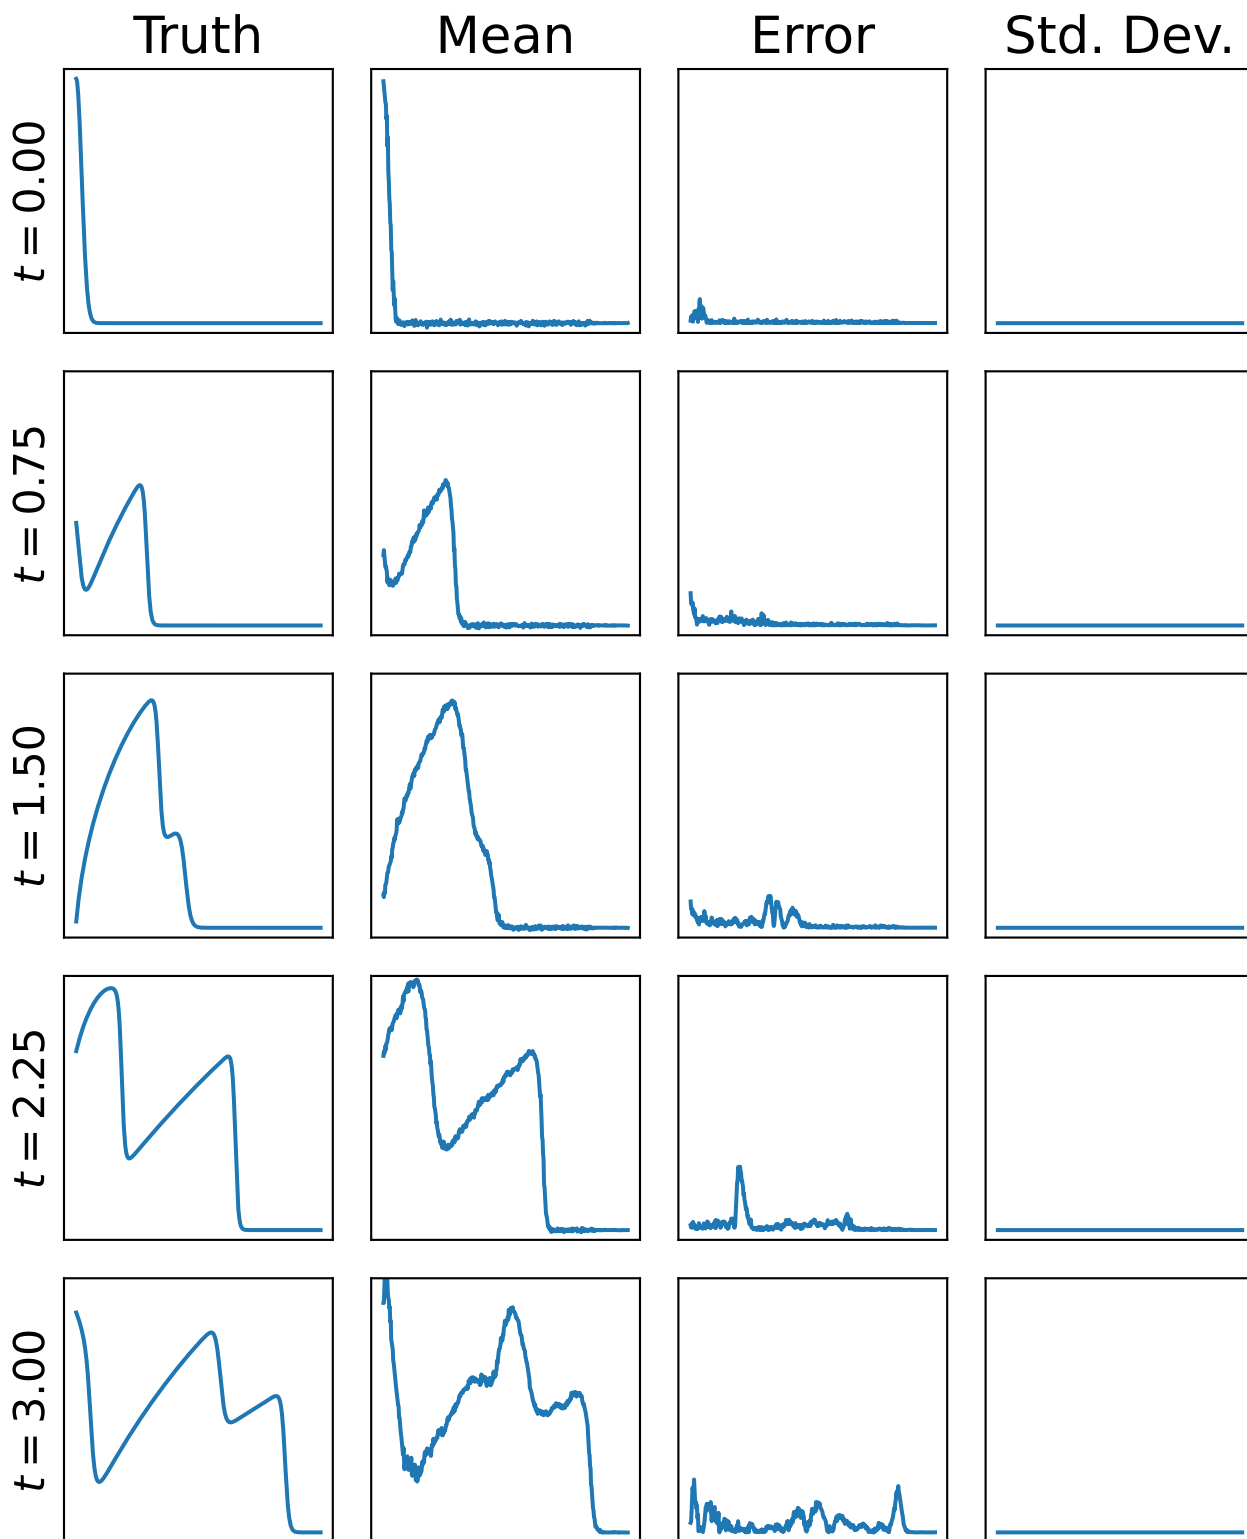 Truth Mean Error Std. Dev.
t = 0.00
t = 0.75
t = 1.50
t = 2.25
t = 3.00